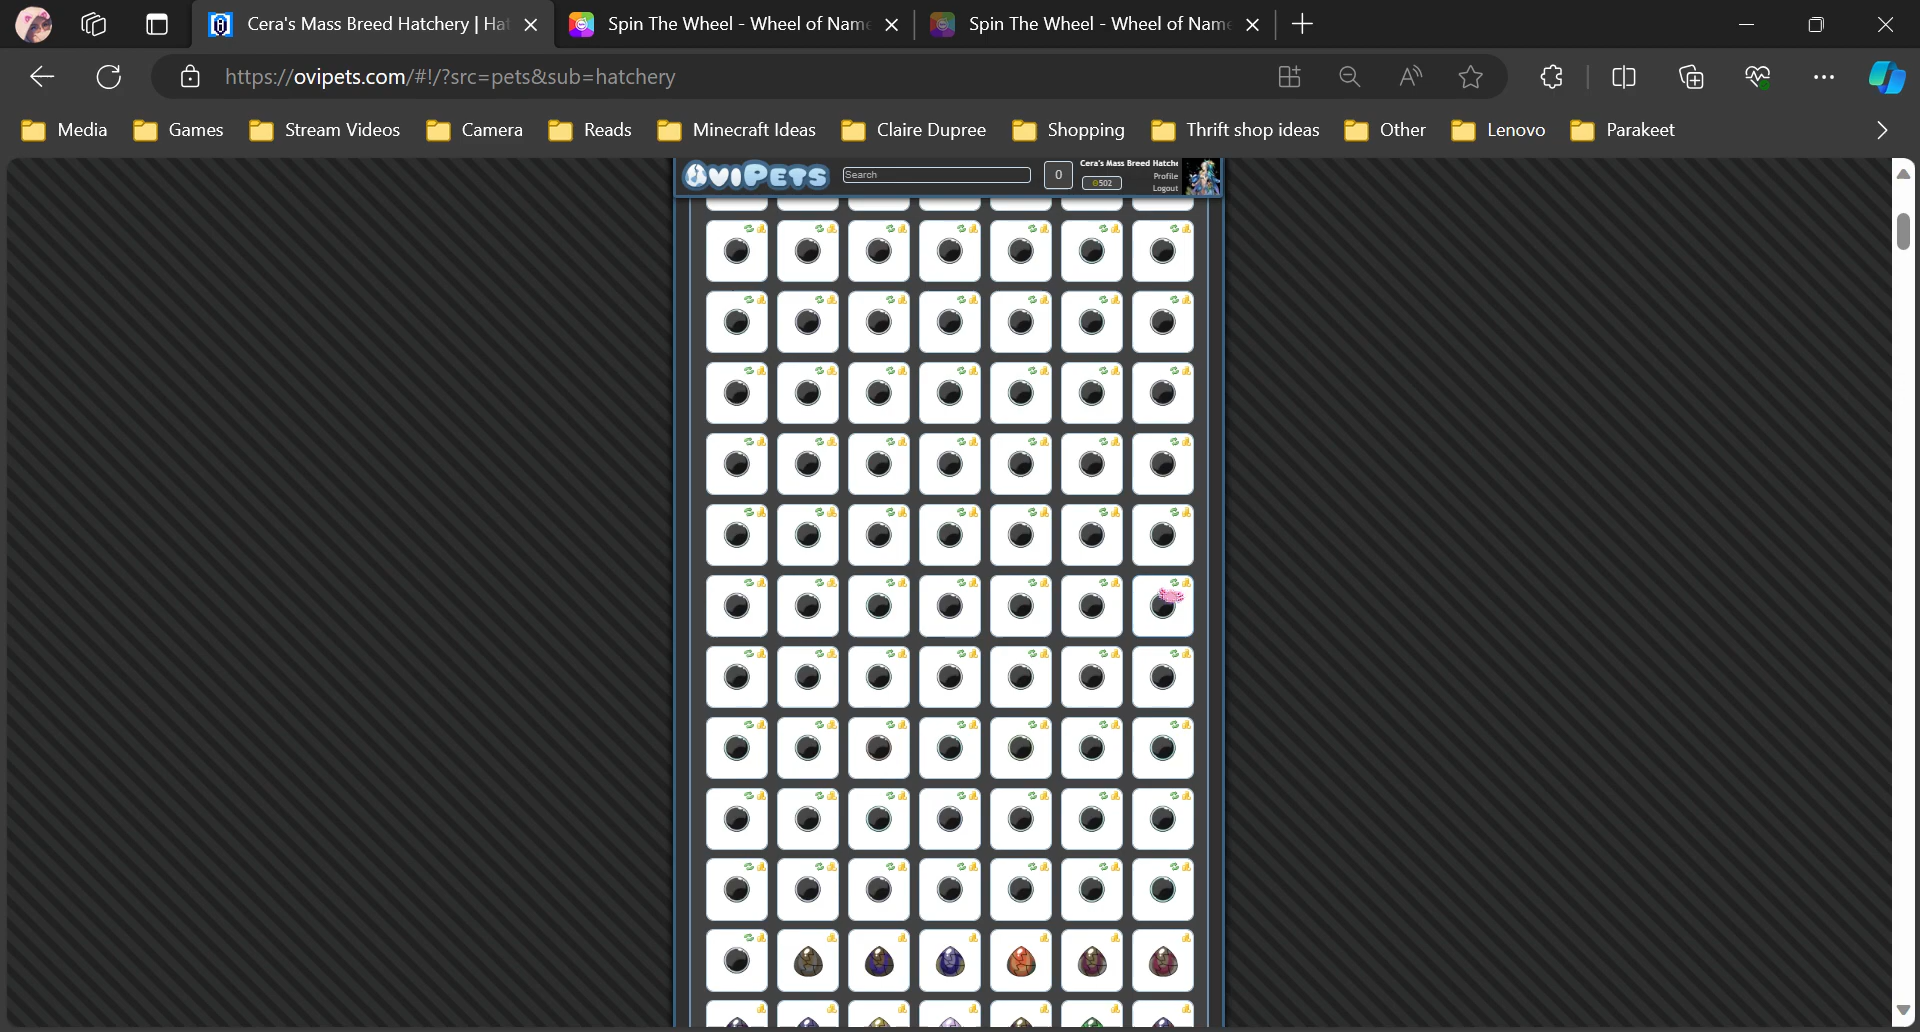 Cera's Mass Breed Hatchery | Hat
Spin The Wheel - Wheel of Name
Spin The Wheel - Wheel of Name
https://ovipets.com/#!/?src=pets&sub=hatchery
Media
Games
Stream Videos
Camera
Reads
Minecraft Ideas
Claire Dupree
Shopping
Thrift shop ideas
Other
Lenovo
Parakeet
OviPets
Search
0
Cera's Mass Breed Hatche
502
Profile
Logout